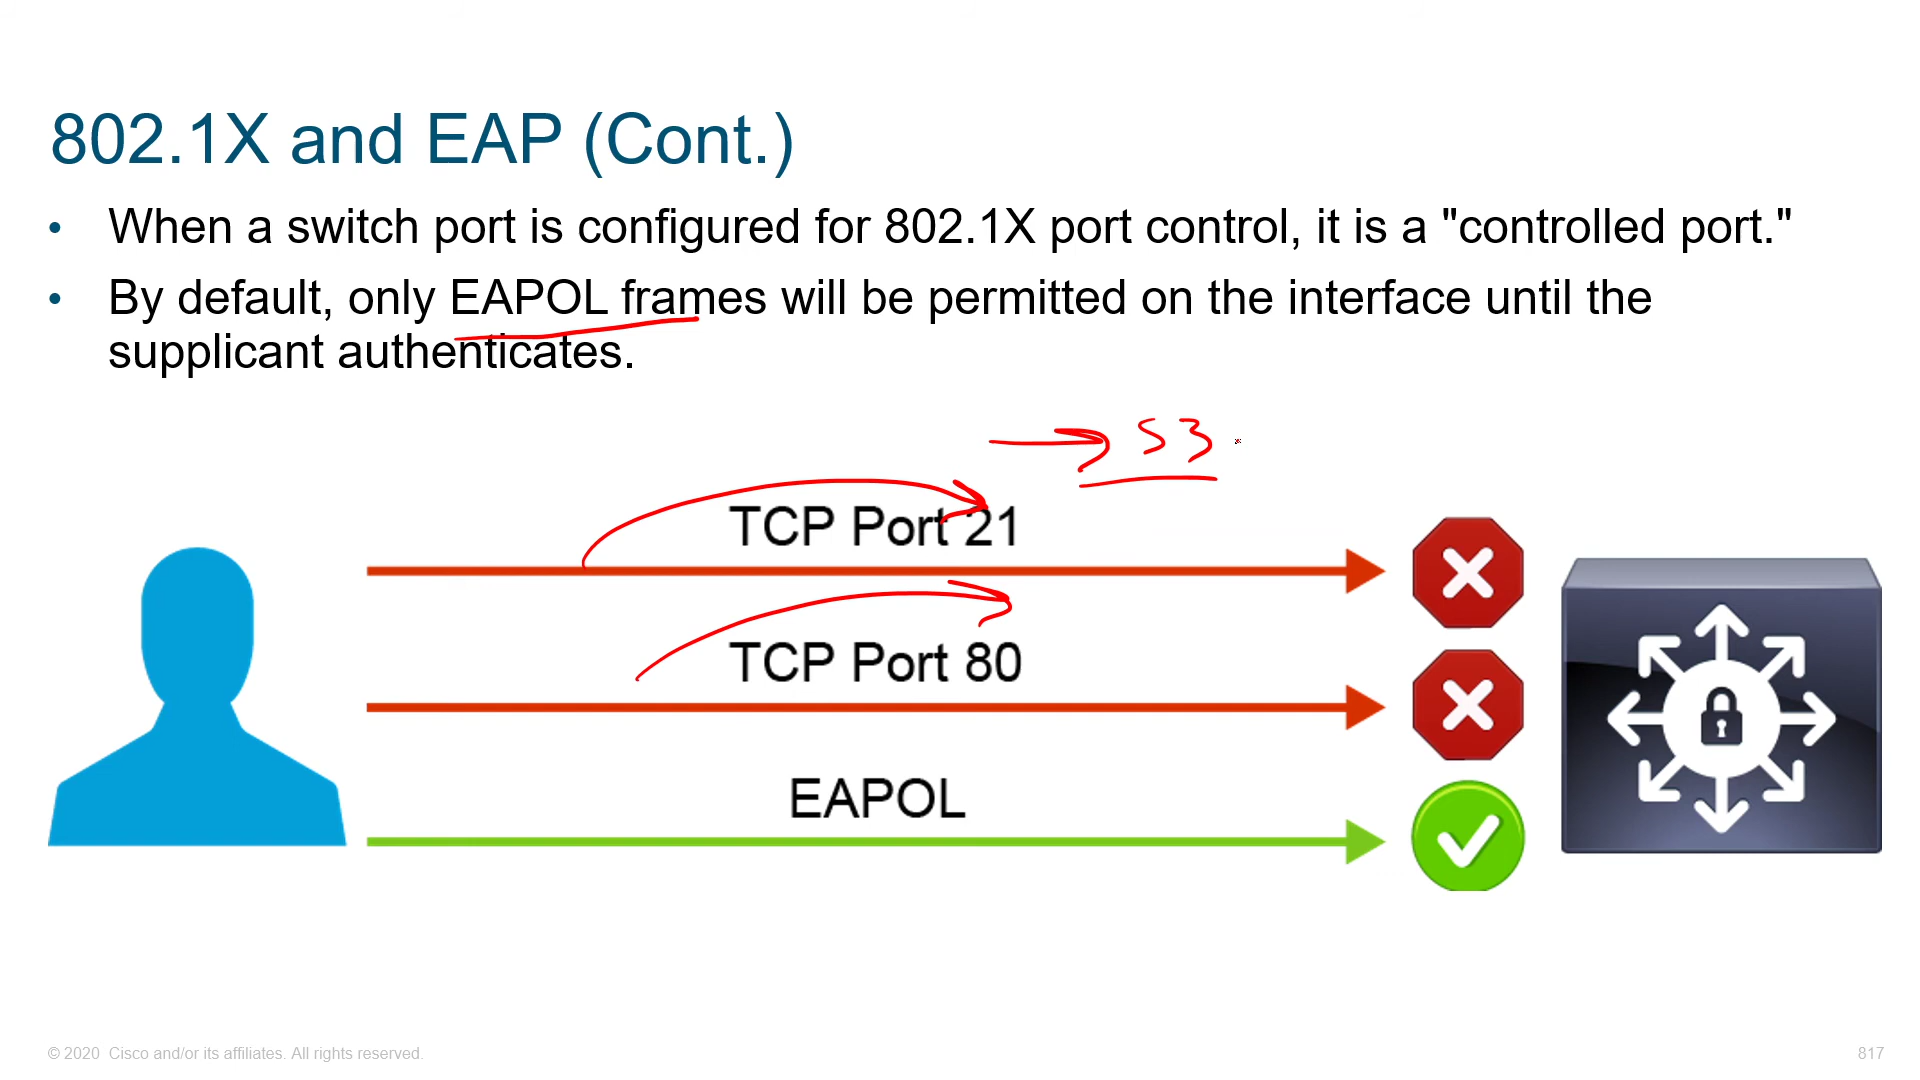 802.1X and EAP (Cont.)
• When a switch port is configured for 802.1X port control, it is a "controlled port."
• By default, only EAPOL frames will be permitted on the interface until the
supplicant authenticates.
53
TCP Port 21
TCP Port 80
EAPOL
© 2020 Cisco and/or its affiliates. All rights reserved.
817